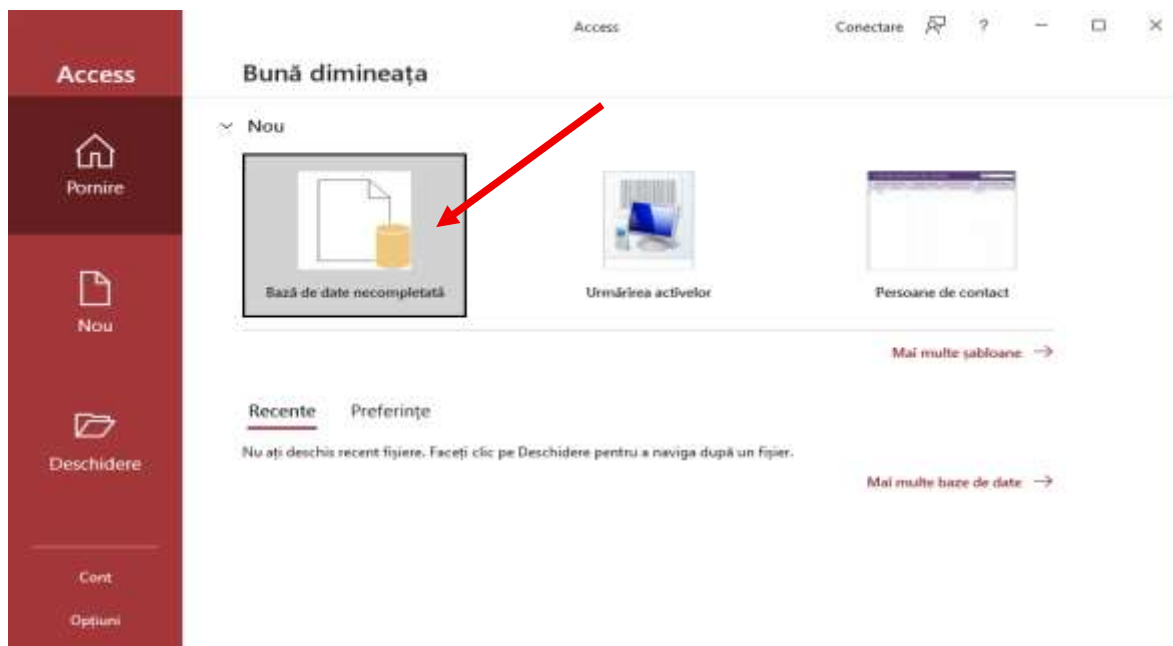 Access
Conectare ?
Access
Bună dimineața
Pornire
Nou
Deschidere
Cont
Opțiuni
Nou
Bază de date necompletată
Urmărirea activelor
Persoane de contact
Mai multe șabloane
Recente Preferințe
Nu ați deschis recent fișiere. Faceți clic pe Deschidere pentru a naviga după un fișier.
Mai multe baze de date